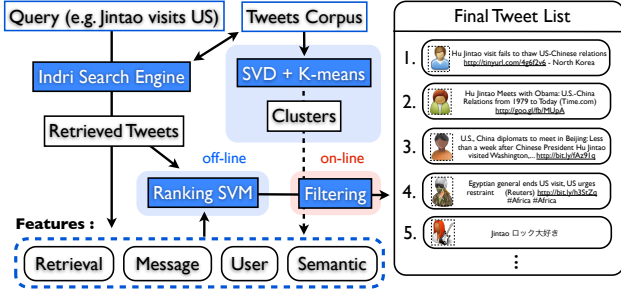 Query (e.g. Jintao visits US)
Tweets Corpus
Indri Search Engine
SVD + K-means
Retrieved Tweets
Clusters
off-line
on-line
Ranking SVM
Filtering
Features :
Retrieval
Message
User
Semantic
Final Tweet List
1.
Hu Jintao visit fails to thaw US-Chinese relations
http://tinyurl.com/4g6f2v6 - North Korea
2.
Hu Jintao Meets with Obama: U.S.-China
Relations from 1979 to Today (Time.com)
http://goo.gl/fb/MUpA
3.
U.S., China diplomats to meet in Beijing: Less
than a week after Chinese President Hu Jintao
visited Washington,... http://bit.ly/fAz91q
4.
Egyptian general ends US visit, US urges
restraint (Reuters) http://bit.ly/h3StZq
#Africa #Africa
5.
Jintao ロック大好き